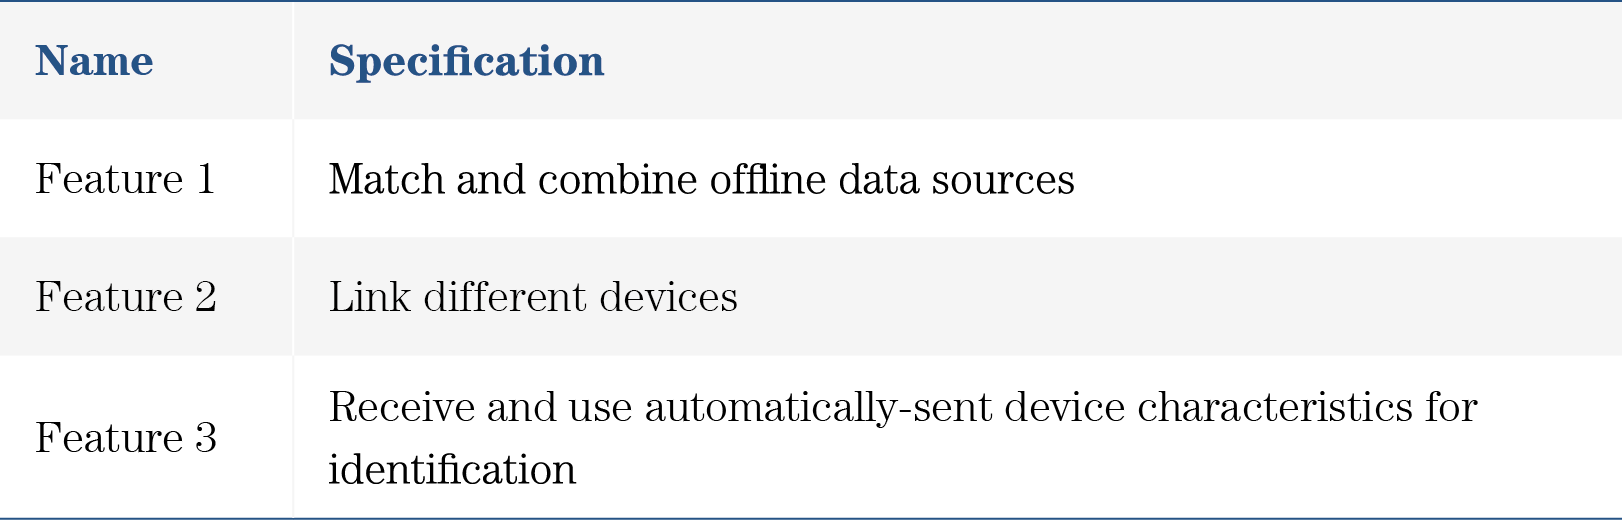 Name Specification
Feature 1 Match and combine offline data sources
Feature 2 Link different devices
Feature 3 Receive and use automatically-sent device characteristics for
identification